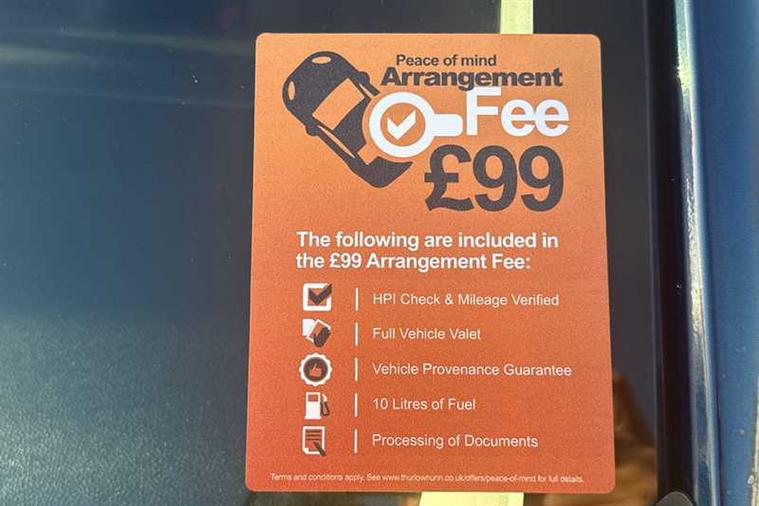 Peace of mind
Arrangement
Fee
£99
The following are included in
the £99 Arrangement Fee:
HPI Check & Mileage Verified
Full Vehicle Valet
Vehicle Provenance Guarantee
10 Litres of Fuel
Processing of Documents
Terms and conditions apply. See www.thurlownunn.co.uk/offers/peace-of-mind for full details.